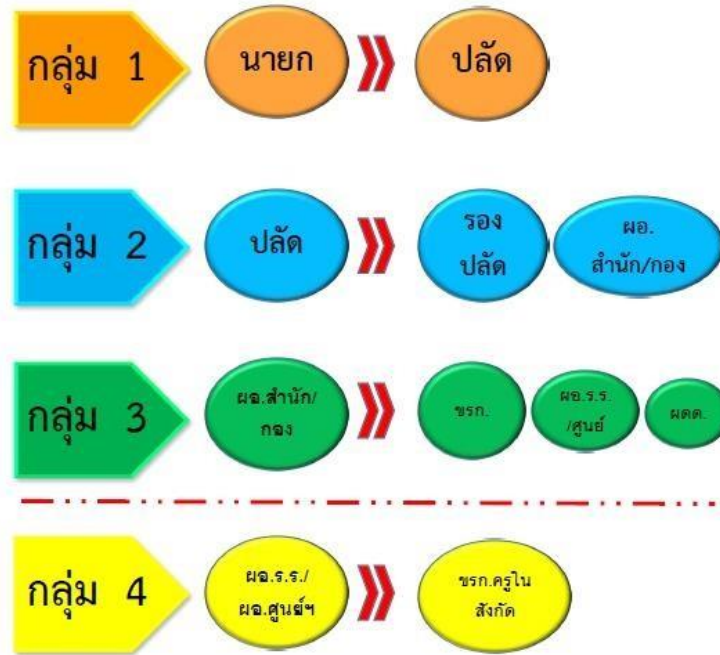 กลุ่ม 1
นายก
ปลัด
กลุ่ม 2
ปลัด
รอง
ปลัด
ผอ.
สำนัก/กอง
กลุ่ม 3
ผอ.สำนัก/
กอง
ขรก.
ผอ.ร.ร.
/ศูนย์
ผดด.
กลุ่ม 4
ผอ.ร.ร./
ผอ.ศูนย์ฯ
ขรก.ครูใน
สังกัด